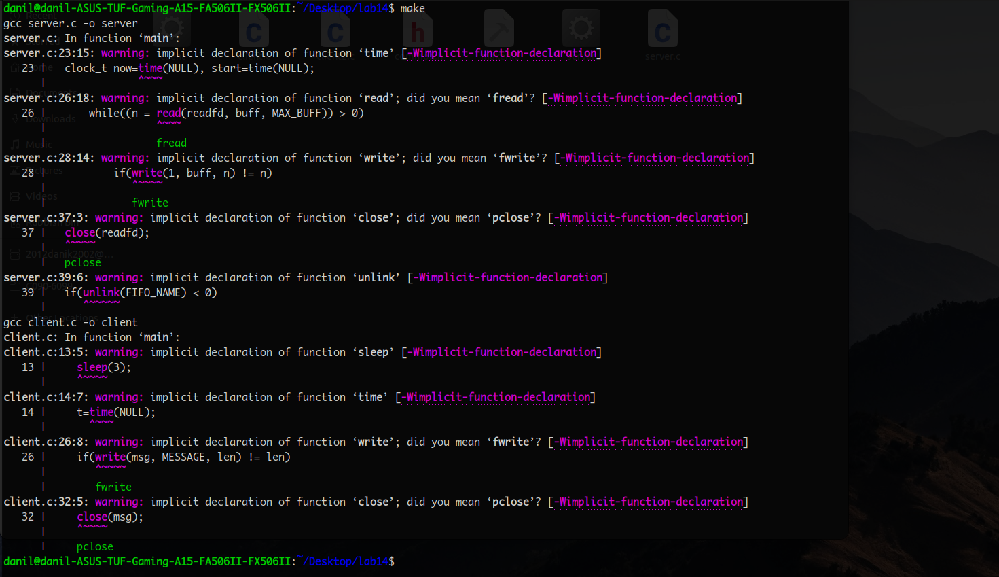 danil@danil-ASUS-TUF-Gaming-A15-FA506II-FX506II:~/Desktop/lab14$ make
gcc server.c -o server
server.c: In function ‘main’:
server.c:23:15: warning: implicit declaration of function ‘time’ [-Wimplicit-function-declaration]
   23 |   clock_t now=time(NULL), start=time(NULL);
      |               ^~~~
server.c:26:18: warning: implicit declaration of function ‘read’; did you mean ‘fread’? [-Wimplicit-function-declaration]
   26 |       while((n = read(readfd, buff, MAX_BUFF)) > 0)
      |                  ^~~~
      |                  fread
server.c:28:14: warning: implicit declaration of function ‘write’; did you mean ‘fwrite’? [-Wimplicit-function-declaration]
   28 |           if(write(1, buff, n) != n)
      |              ^~~~~
      |              fwrite
server.c:37:3: warning: implicit declaration of function ‘close’; did you mean ‘pclose’? [-Wimplicit-function-declaration]
   37 |   close(readfd);
      |   ^~~~~
      |   pclose
server.c:39:6: warning: implicit declaration of function ‘unlink’ [-Wimplicit-function-declaration]
   39 |   if(unlink(FIFO_NAME) < 0)
      |      ^~~~~~
gcc client.c -o client
client.c: In function ‘main’:
client.c:13:5: warning: implicit declaration of function ‘sleep’ [-Wimplicit-function-declaration]
   13 |     sleep(3);
      |     ^~~~~
client.c:14:7: warning: implicit declaration of function ‘time’ [-Wimplicit-function-declaration]
   14 |     t=time(NULL);
      |       ^~~~
client.c:26:8: warning: implicit declaration of function ‘write’; did you mean ‘fwrite’? [-Wimplicit-function-declaration]
   26 |     if(write(msg, MESSAGE, len) != len)
      |        ^~~~~
      |        fwrite
client.c:32:5: warning: implicit declaration of function ‘close’; did you mean ‘pclose’? [-Wimplicit-function-declaration]
   32 |     close(msg);
      |     ^~~~~
      |     pclose
danil@danil-ASUS-TUF-Gaming-A15-FA506II-FX506II:~/Desktop/lab14$
server.c
Downloads
Music
Videos